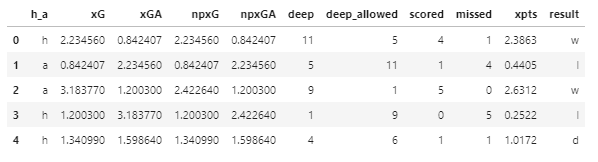 h_a xG xGA npxG npxGA deep deep_allowed scored missed xpts result
0 h 2.234560 0.842407 2.234560 0.842407 11 5 4 1 2.3863 w
1 a 0.842407 2.234560 0.842407 2.234560 5 11 1 4 0.4405 l
2 a 3.183770 1.200300 2.422640 1.200300 9 1 5 0 2.6312 w
3 h 1.200300 3.183770 1.200300 2.422640 1 9 0 5 0.2522 l
4 h 1.340990 1.598640 1.340990 1.598640 4 6 1 1 1.0172 d